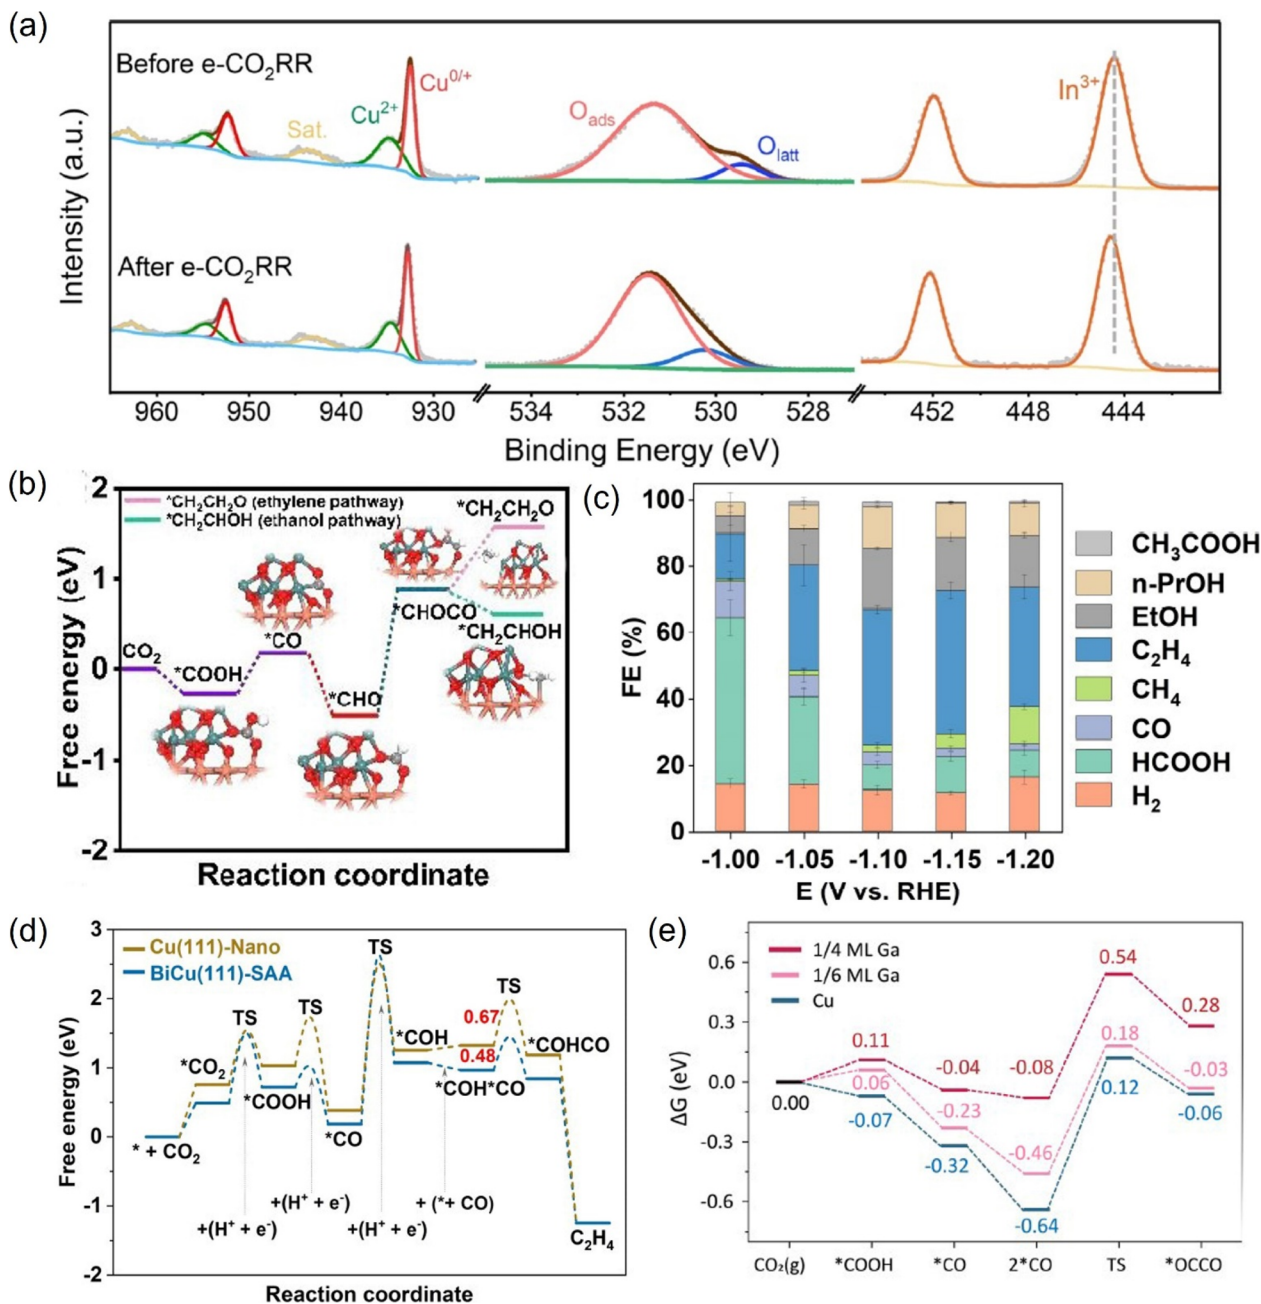 (a)
Before e-CO₂RR
Cu⁰/⁺
Cu²⁺
Sat.
O_ads
O_latt
In³⁺
After e-CO₂RR
Intensity (a.u.)
960 950 940 930 534 532 530 528 452 448 444
Binding Energy (eV)
(b)
*CH₂CH₂O (ethylene pathway)
*CH₂CHOH (ethanol pathway)
*CH₂CH₂O
*CHOCO
*CH₂CHOH
CO₂
*COOH
*CO
*CHO
2
1
0
-1
-2
Free energy (eV)
Reaction coordinate
(c)
100
80
60
40
20
0
FE (%)
-1.00 -1.05 -1.10 -1.15 -1.20
E (V vs. RHE)
CH₃COOH
n-PrOH
EtOH
C₂H₄
CH₄
CO
HCOOH
H₂
(d)
Cu(111)-Nano
BiCu(111)-SAA
3
2
1
0
-1
-2
Free energy (eV)
* + CO₂
*CO₂
TS
*COOH
TS
*CO
TS
*COH
0.67
0.48
*COH*CO
TS
*COHCO
C₂H₄
+(H⁺ + e⁻)
+(H⁺ + e⁻)
+(H⁺ + e⁻)
+ (*+ CO)
Reaction coordinate
(e)
1/4 ML Ga
1/6 ML Ga
Cu
0.6
0.3
0.0
-0.3
-0.6
ΔG (eV)
0.00
0.11
0.06
-0.07
-0.04
-0.23
-0.32
-0.08
-0.46
-0.64
0.54
0.18
0.12
0.28
-0.03
-0.06
CO₂(g) *COOH *CO 2*CO TS *OCCO